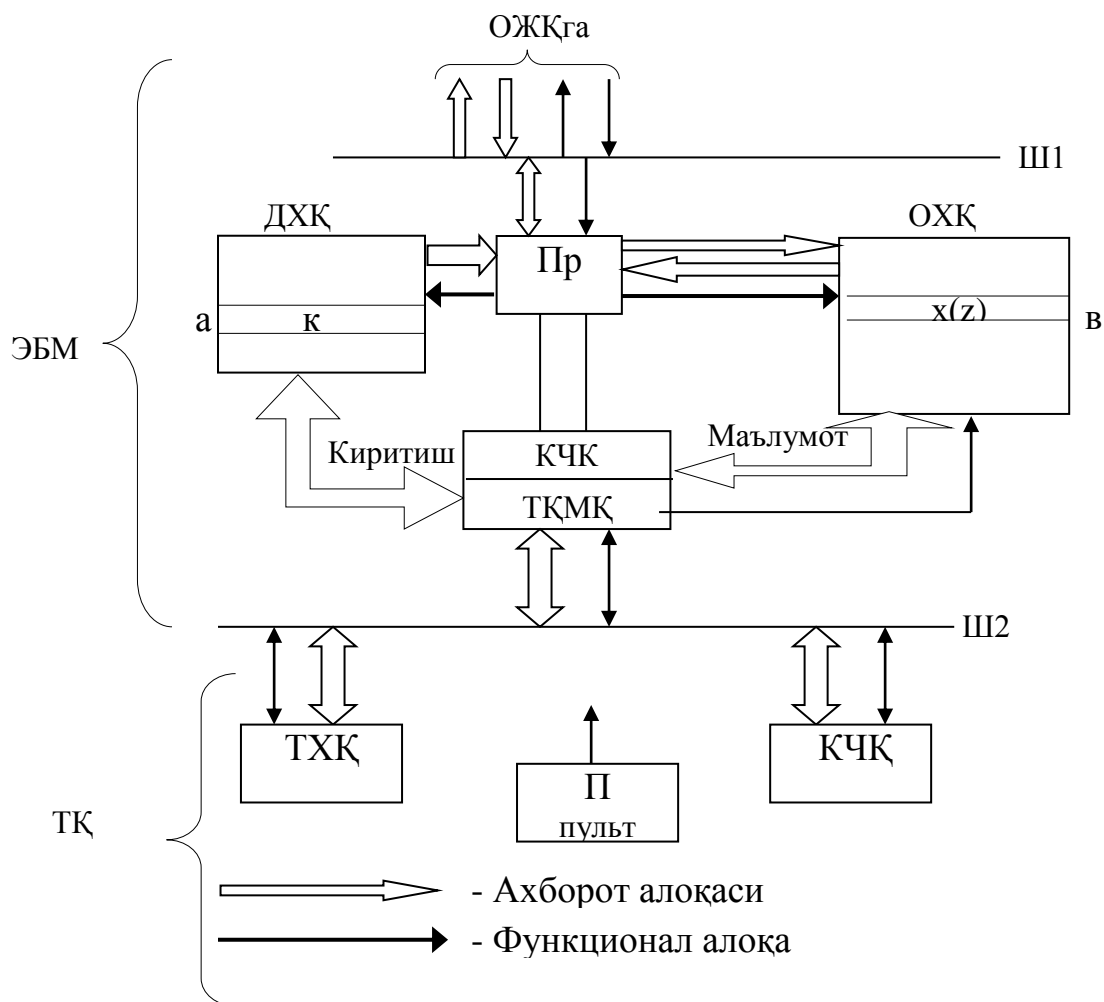 ОЖҚга
Ш1
ДХҚ
ОХҚ
Пр
а
к
x(z)
в
ЭБМ
Киритиш
Маълумот
КЧК
ТҚМҚ
Ш2
ТХҚ
КЧҚ
П
пульт
ТҚ
- Ахборот алоқаси
- Функционал алоқа